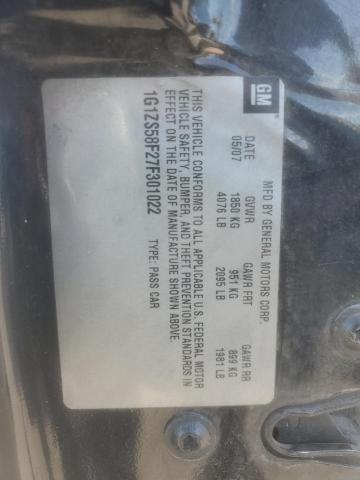 GM
MFD BY GENERAL MOTORS CORP.
DATE GVWR GAWR FRT GAWR RR
05/07 1850 KG 951 KG 899 KG
4076 LB 2095 LB 1981 LB
THIS VEHICLE CONFORMS TO ALL APPLICABLE U.S. FEDERAL MOTOR
VEHICLE SAFETY, BUMPER, AND THEFT PREVENTION STANDARDS IN
EFFECT ON THE DATE OF MANUFACTURE SHOWN ABOVE.
1G1ZS58F27F301022 TYPE: PASS CAR